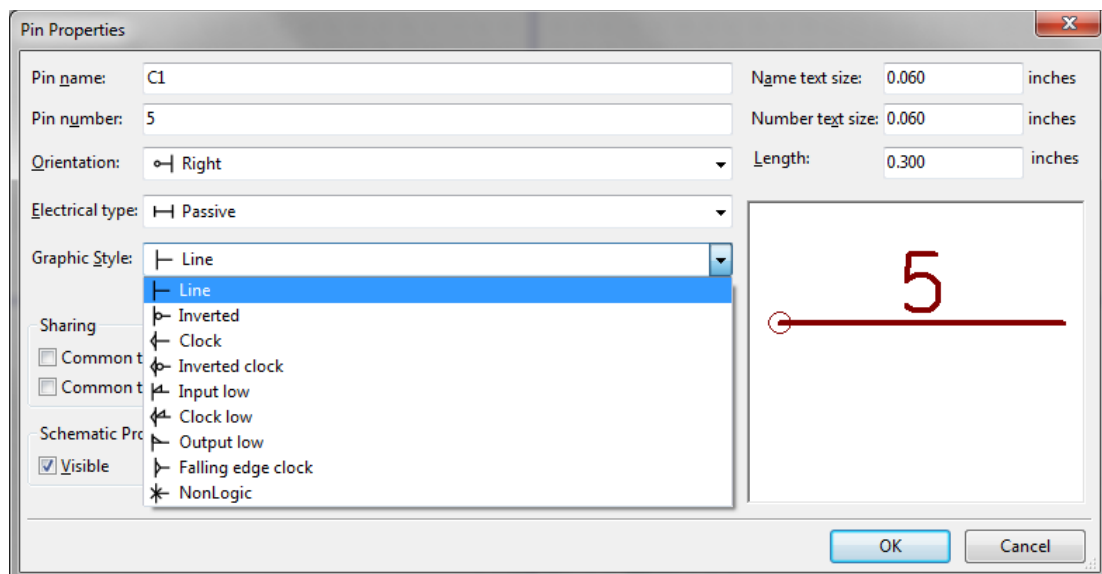 Pin Properties
x
Pin name: C1
Name text size: 0.060 inches
Pin number: 5
Number text size: 0.060 inches
Orientation: Right
Length: 0.300 inches
Electrical type: Passive
Graphic Style: Line
Line
Inverted
Clock
Inverted clock
Input low
Clock low
Output low
Falling edge clock
NonLogic
Sharing
Common t
Common t
Schematic Pro
Visible
5
OK
Cancel